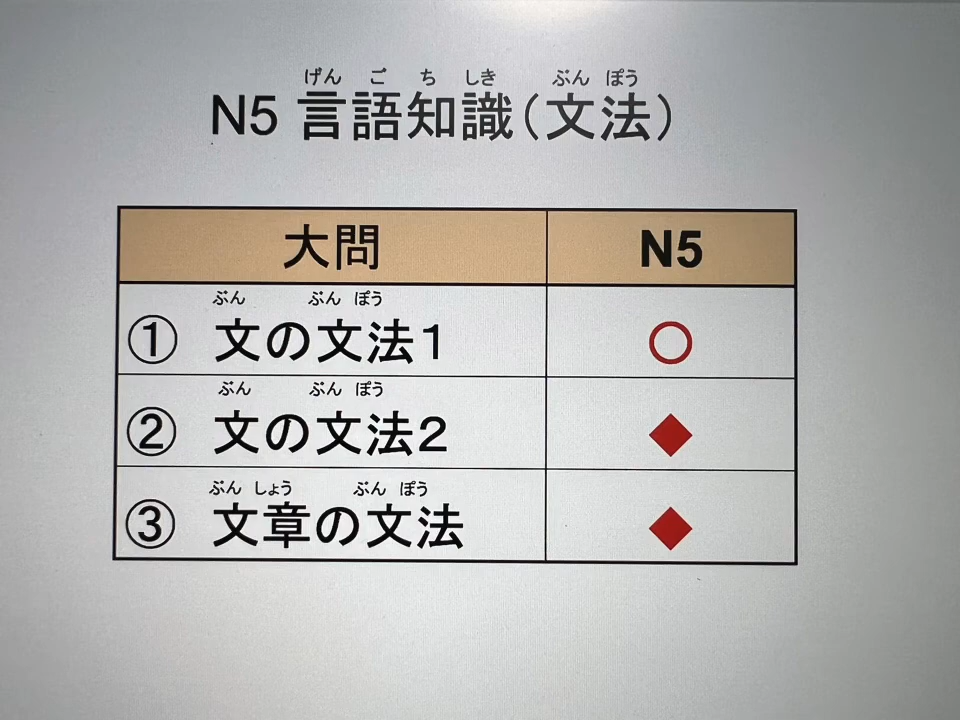 げん ご ち しき ぶん ぽう
N5 言語知識（文法）
大問 N5
ぶん ぶん ぽう
① 文の文法1 ○
ぶん ぶん ぽう
② 文の文法2 ◆
ぶん しょう ぶん ぽう
③ 文章の文法 ◆